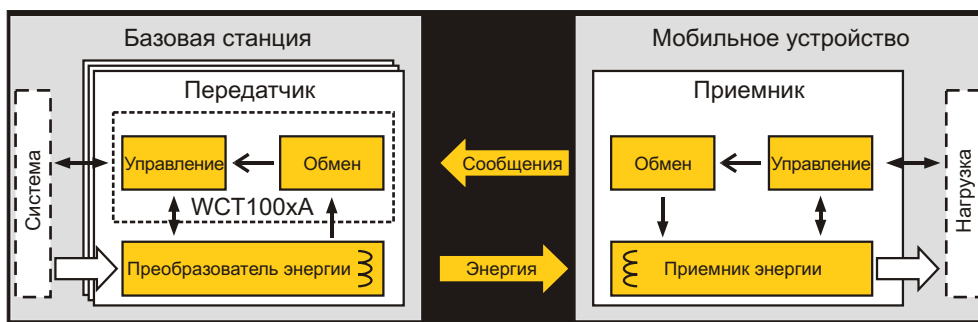 Базовая станция
Передатчик
Система
Управление
Обмен
WCT100xA
Преобразователь энергии
Сообщения
Энергия
Мобильное устройство
Приемник
Обмен
Управление
Приемник энергии
Нагрузка